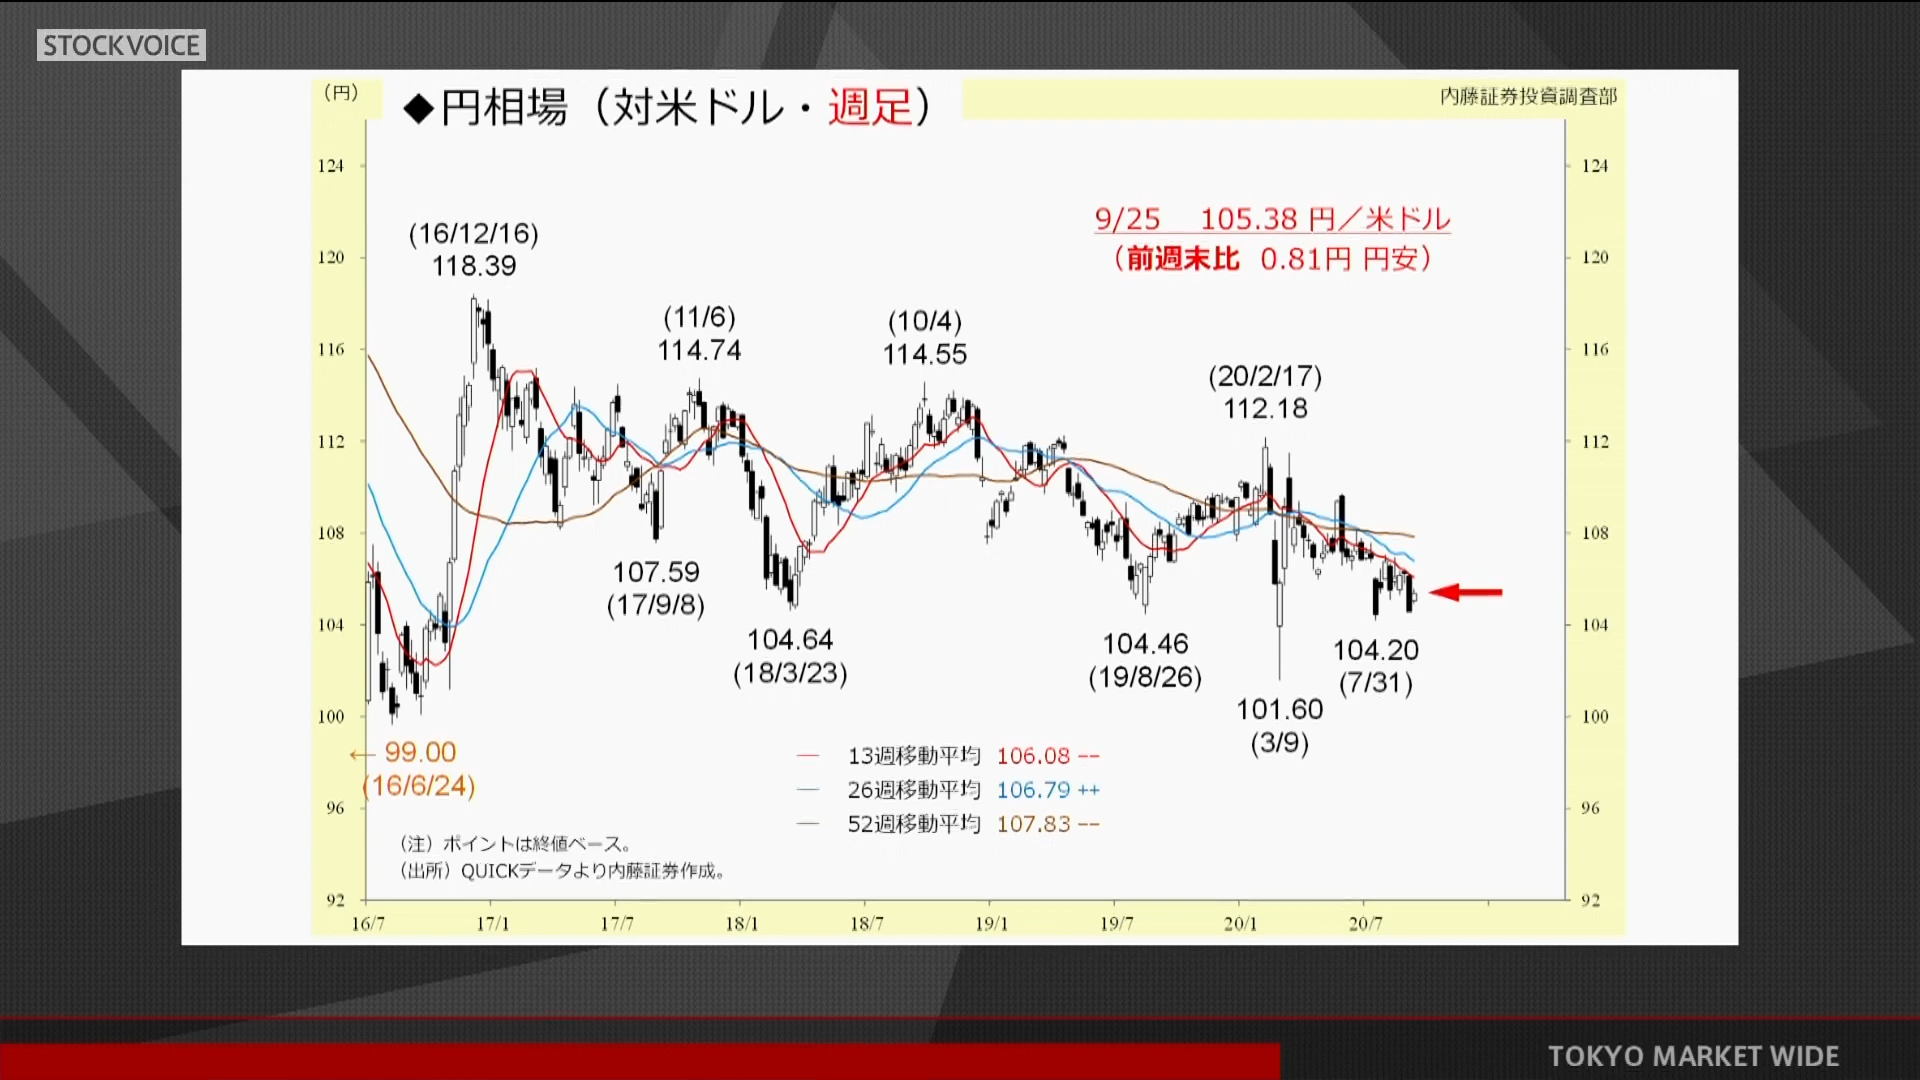 STOCKVOICE
(円)
◆円相場（対米ドル・週足）
内藤証券投資調査部
9/25 105.38 円／米ドル
（前週末比 0.81円 円安）
124
120
116
112
108
104
100
96
92
124
120
116
112
108
104
100
96
92
(16/12/16)
118.39
(11/6)
114.74
(10/4)
114.55
(20/2/17)
112.18
107.59
(17/9/8)
104.64
(18/3/23)
104.46
(19/8/26)
101.60
(3/9)
104.20
(7/31)
← 99.00
(16/6/24)
13週移動平均 106.08 −−
26週移動平均 106.79 ++
52週移動平均 107.83 −−
（注）ポイントは終値ベース。
（出所）QUICKデータより内藤証券作成。
16/7 17/1 17/7 18/1 18/7 19/1 19/7 20/1 20/7
TOKYO MARKET WIDE